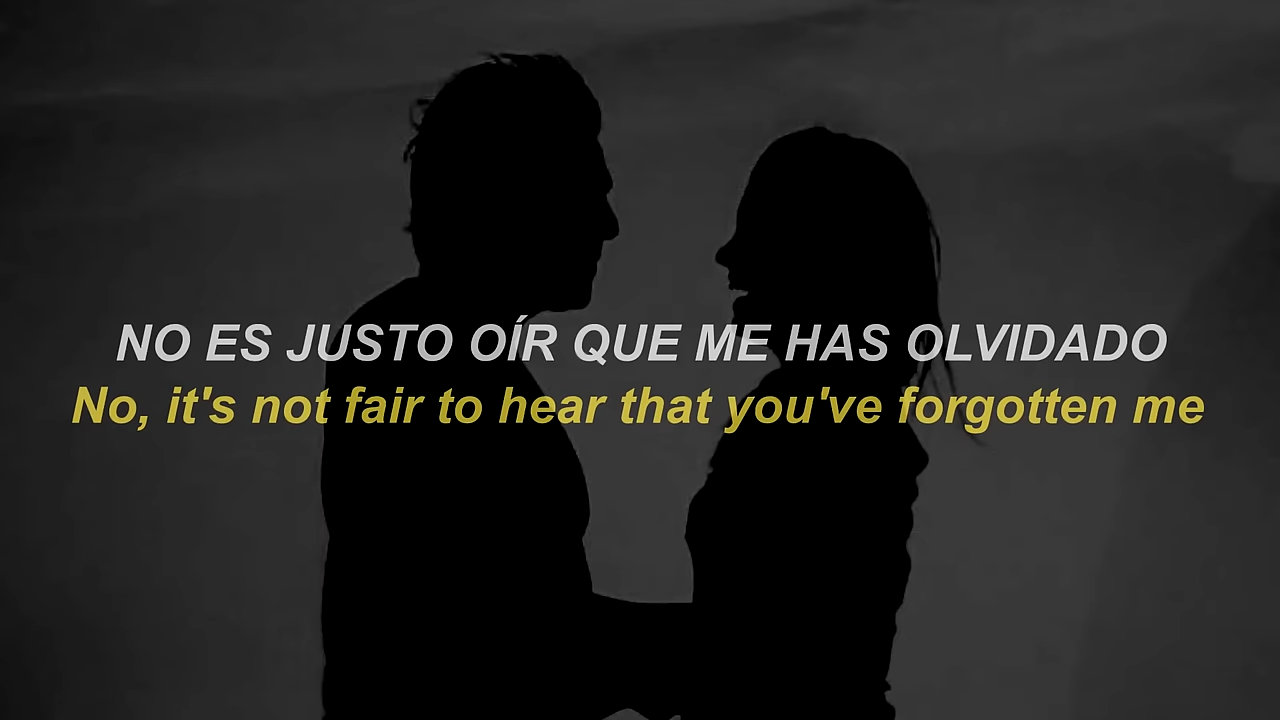 NO ES JUSTO OÍR QUE ME HAS OLVIDADO
No, it's not fair to hear that you've forgotten me